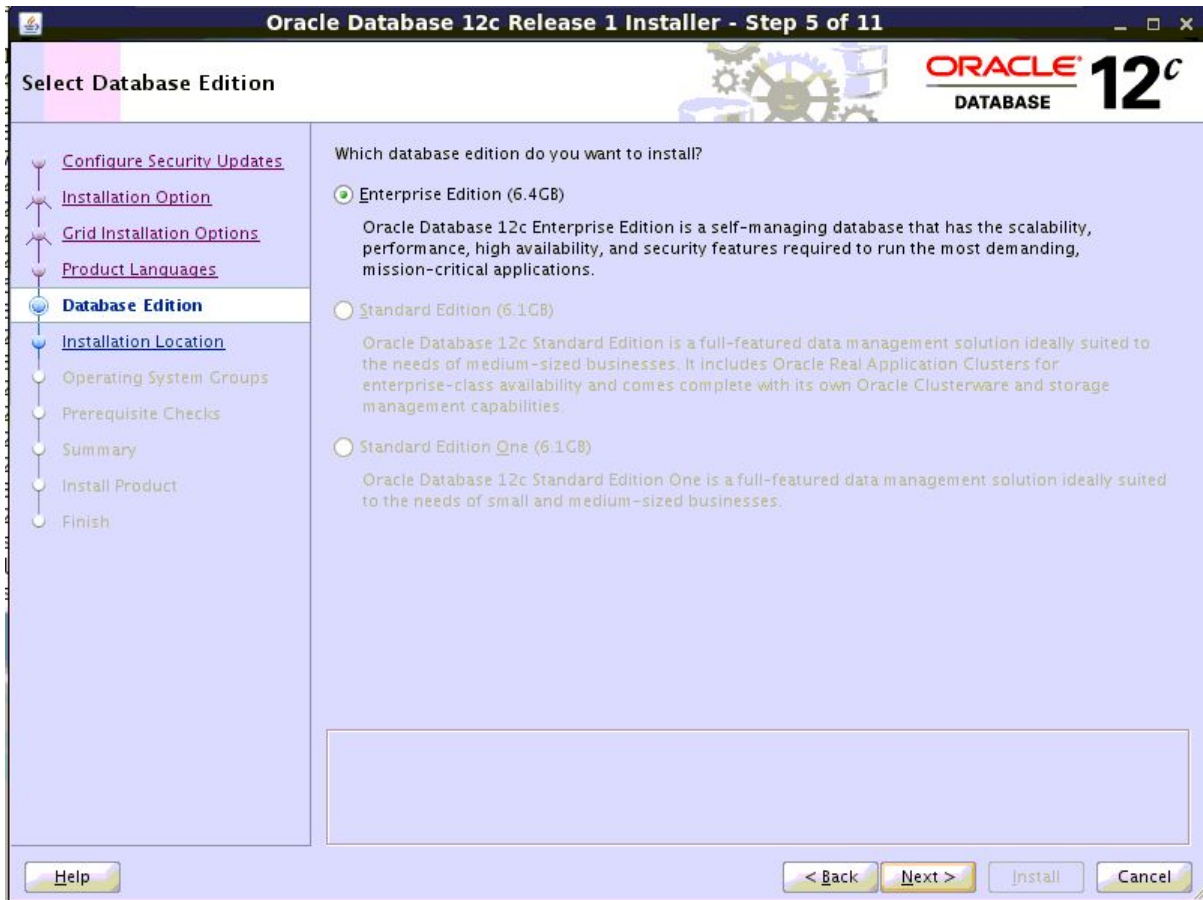 Oracle Database 12c Release 1 Installer - Step 5 of 11
Select Database Edition
ORACLE
DATABASE
12c
Configure Security Updates
Installation Option
Grid Installation Options
Product Languages
Database Edition
Installation Location
Operating System Groups
Prerequisite Checks
Summary
Install Product
Finish
Which database edition do you want to install?
Enterprise Edition (6.4GB)
Oracle Database 12c Enterprise Edition is a self-managing database that has the scalability,
performance, high availability, and security features required to run the most demanding,
mission-critical applications.
Standard Edition (6.1GB)
Oracle Database 12c Standard Edition is a full-featured data management solution ideally suited to
the needs of medium-sized businesses. It includes Oracle Real Application Clusters for
enterprise-class availability and comes complete with its own Oracle Clusterware and storage
management capabilities.
Standard Edition One (6.1GB)
Oracle Database 12c Standard Edition One is a full-featured data management solution ideally suited
to the needs of small and medium-sized businesses.
Help
< Back
Next >
Install
Cancel